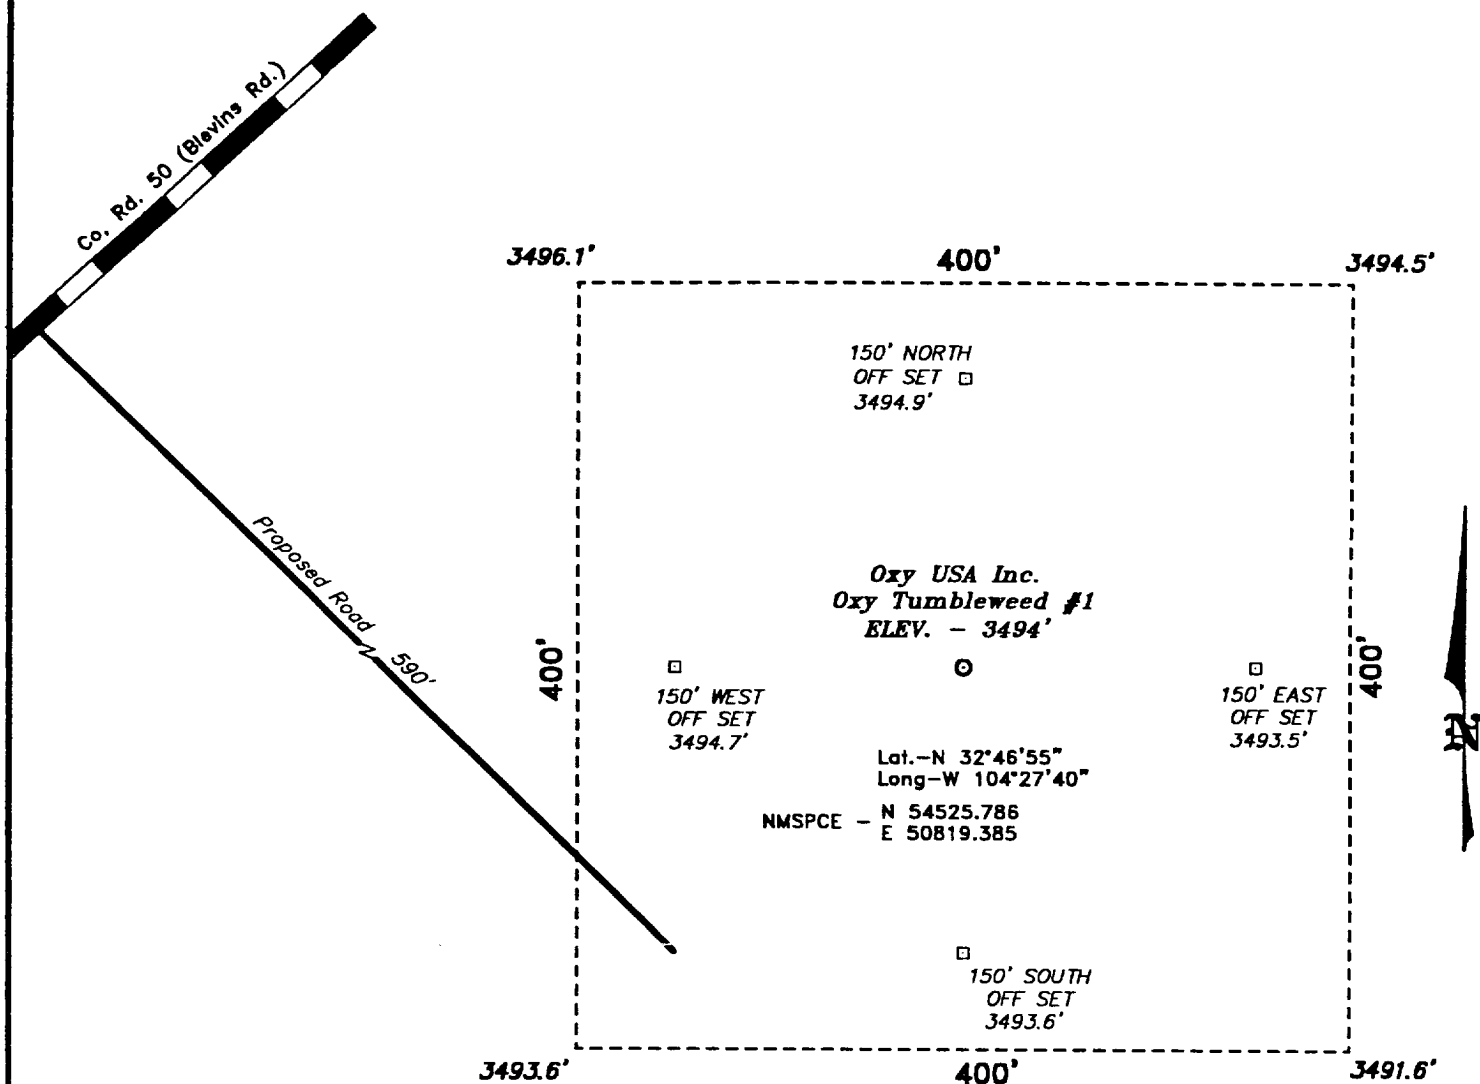 Co. Rd. 50 (Blevins Rd.)
3496.1'
400'
3494.5'
150' NORTH
OFF SET
3494.9'
Proposed Road
590'
Oxy USA Inc.
Oxy Tumbleweed #1
ELEV. - 3494'
400'
400'
150' WEST
OFF SET
3494.7'
150' EAST
OFF SET
3493.5'
N
Lat.-N 32°46'55"
Long-W 104°27'40"
NMSPCE - N 54525.786
E 50819.385
150' SOUTH
OFF SET
3493.6'
3493.6'
400'
3491.6'